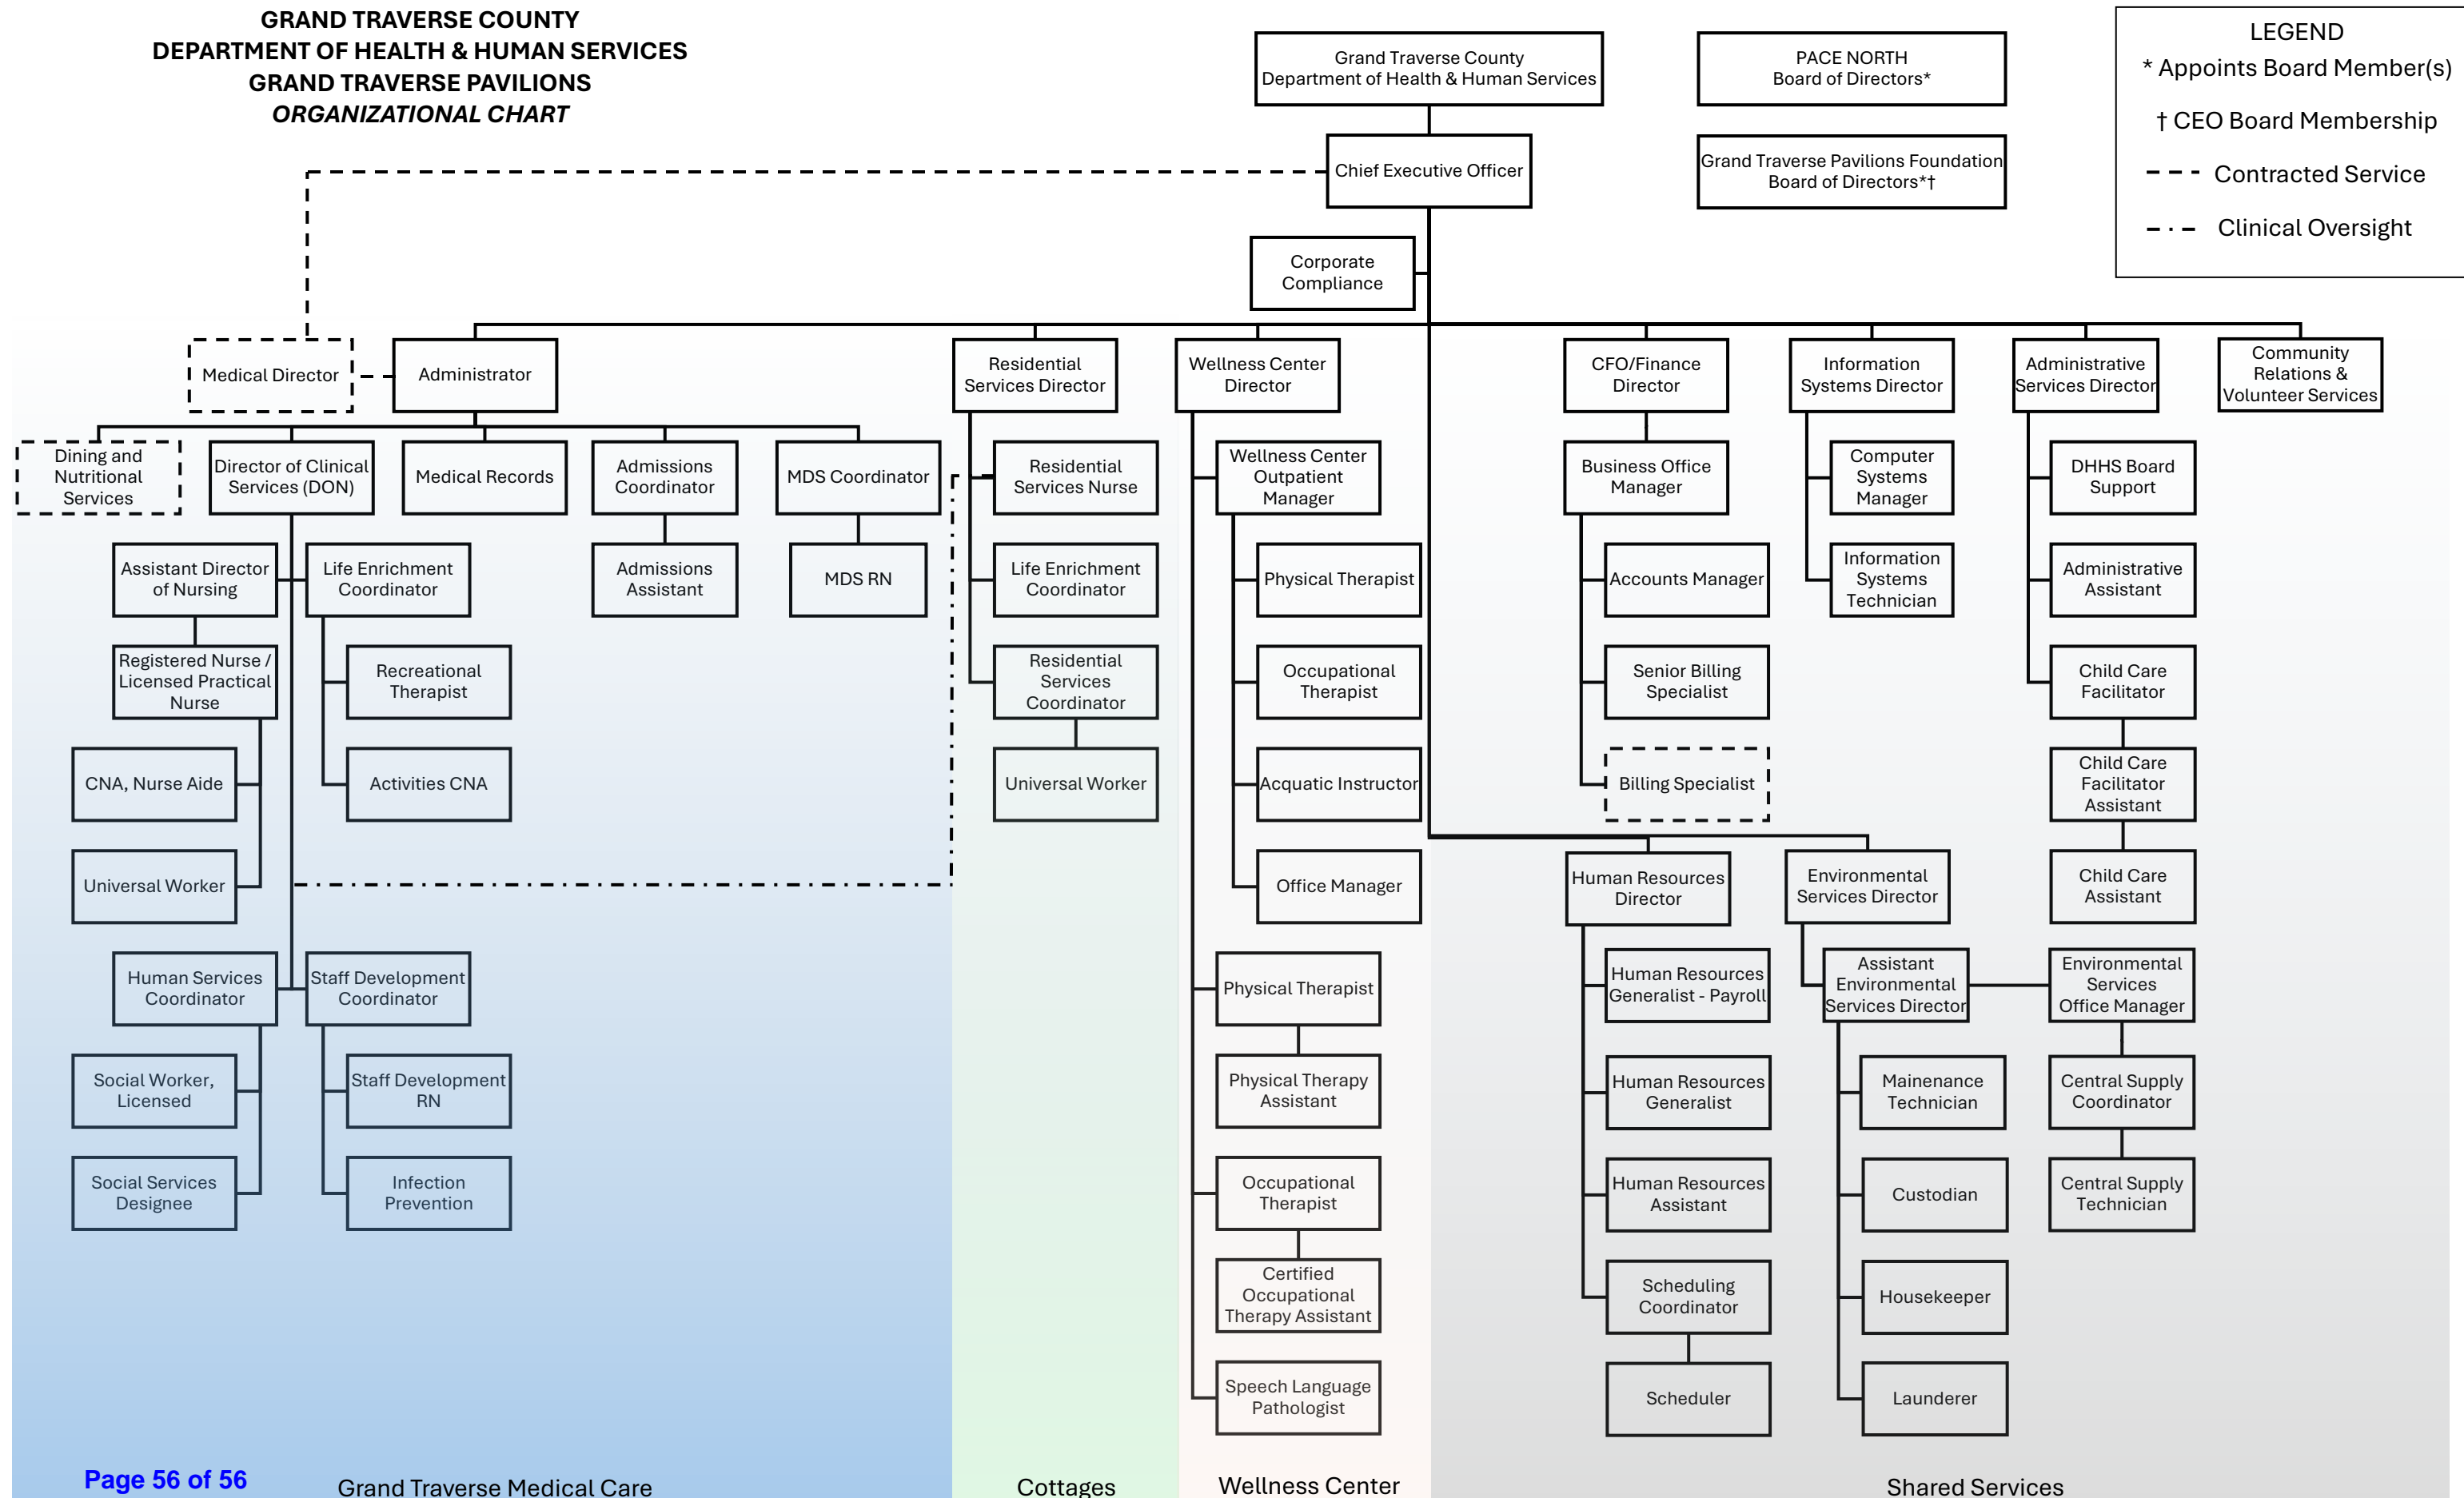 GRAND TRAVERSE COUNTY
DEPARTMENT OF HEALTH & HUMAN SERVICES
GRAND TRAVERSE PAVILIONS
ORGANIZATIONAL CHART
Grand Traverse County
Department of Health & Human Services
PACE NORTH
Board of Directors*
LEGEND
* Appoints Board Member(s)
† CEO Board Membership
Contracted Service
Clinical Oversight
Chief Executive Officer
Grand Traverse Pavilions Foundation
Board of Directors*†
Corporate
Compliance
Medical Director
Administrator
Residential
Services Director
Wellness Center
Director
CFO/Finance
Director
Information
Systems Director
Administrative
Services Director
Community
Relations &
Volunteer Services
Dining and
Nutritional
Services
Director of Clinical
Services (DON)
Medical Records
Admissions
Coordinator
MDS Coordinator
Residential
Services Nurse
Wellness Center
Outpatient
Manager
Business Office
Manager
Computer
Systems
Manager
DHHS Board
Support
Assistant Director
of Nursing
Life Enrichment
Coordinator
Admissions
Assistant
MDS RN
Life Enrichment
Coordinator
Physical Therapist
Accounts Manager
Information
Systems
Technician
Administrative
Assistant
Registered Nurse /
Licensed Practical
Nurse
Recreational
Therapist
Residential
Services
Coordinator
Occupational
Therapist
Senior Billing
Specialist
Child Care
Facilitator
CNA, Nurse Aide
Activities CNA
Universal Worker
Acquatic Instructor
Billing Specialist
Child Care
Facilitator
Assistant
Universal Worker
Office Manager
Human Resources
Director
Environmental
Services Director
Child Care
Assistant
Human Services
Coordinator
Staff Development
Coordinator
Physical Therapist
Human Resources
Generalist - Payroll
Assistant
Environmental
Services Director
Environmental
Services
Office Manager
Social Worker,
Licensed
Staff Development
RN
Physical Therapy
Assistant
Human Resources
Generalist
Mainenance
Technician
Central Supply
Coordinator
Social Services
Designee
Infection
Prevention
Occupational
Therapist
Human Resources
Assistant
Custodian
Central Supply
Technician
Certified
Occupational
Therapy Assistant
Scheduling
Coordinator
Housekeeper
Speech Language
Pathologist
Scheduler
Launderer
Page 56 of 56
Grand Traverse Medical Care
Cottages
Wellness Center
Shared Services